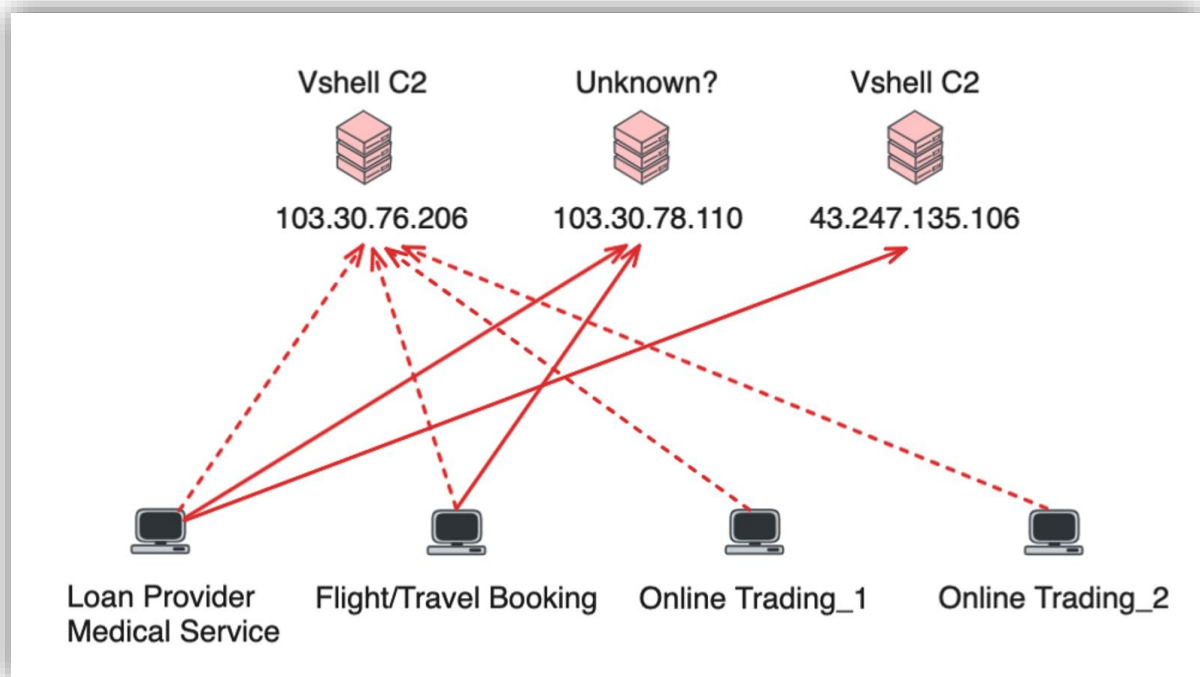 Vshell C2
Unknown?
Vshell C2
103.30.76.206
103.30.78.110
43.247.135.106
Loan Provider
Medical Service
Flight/Travel Booking
Online Trading_1
Online Trading_2